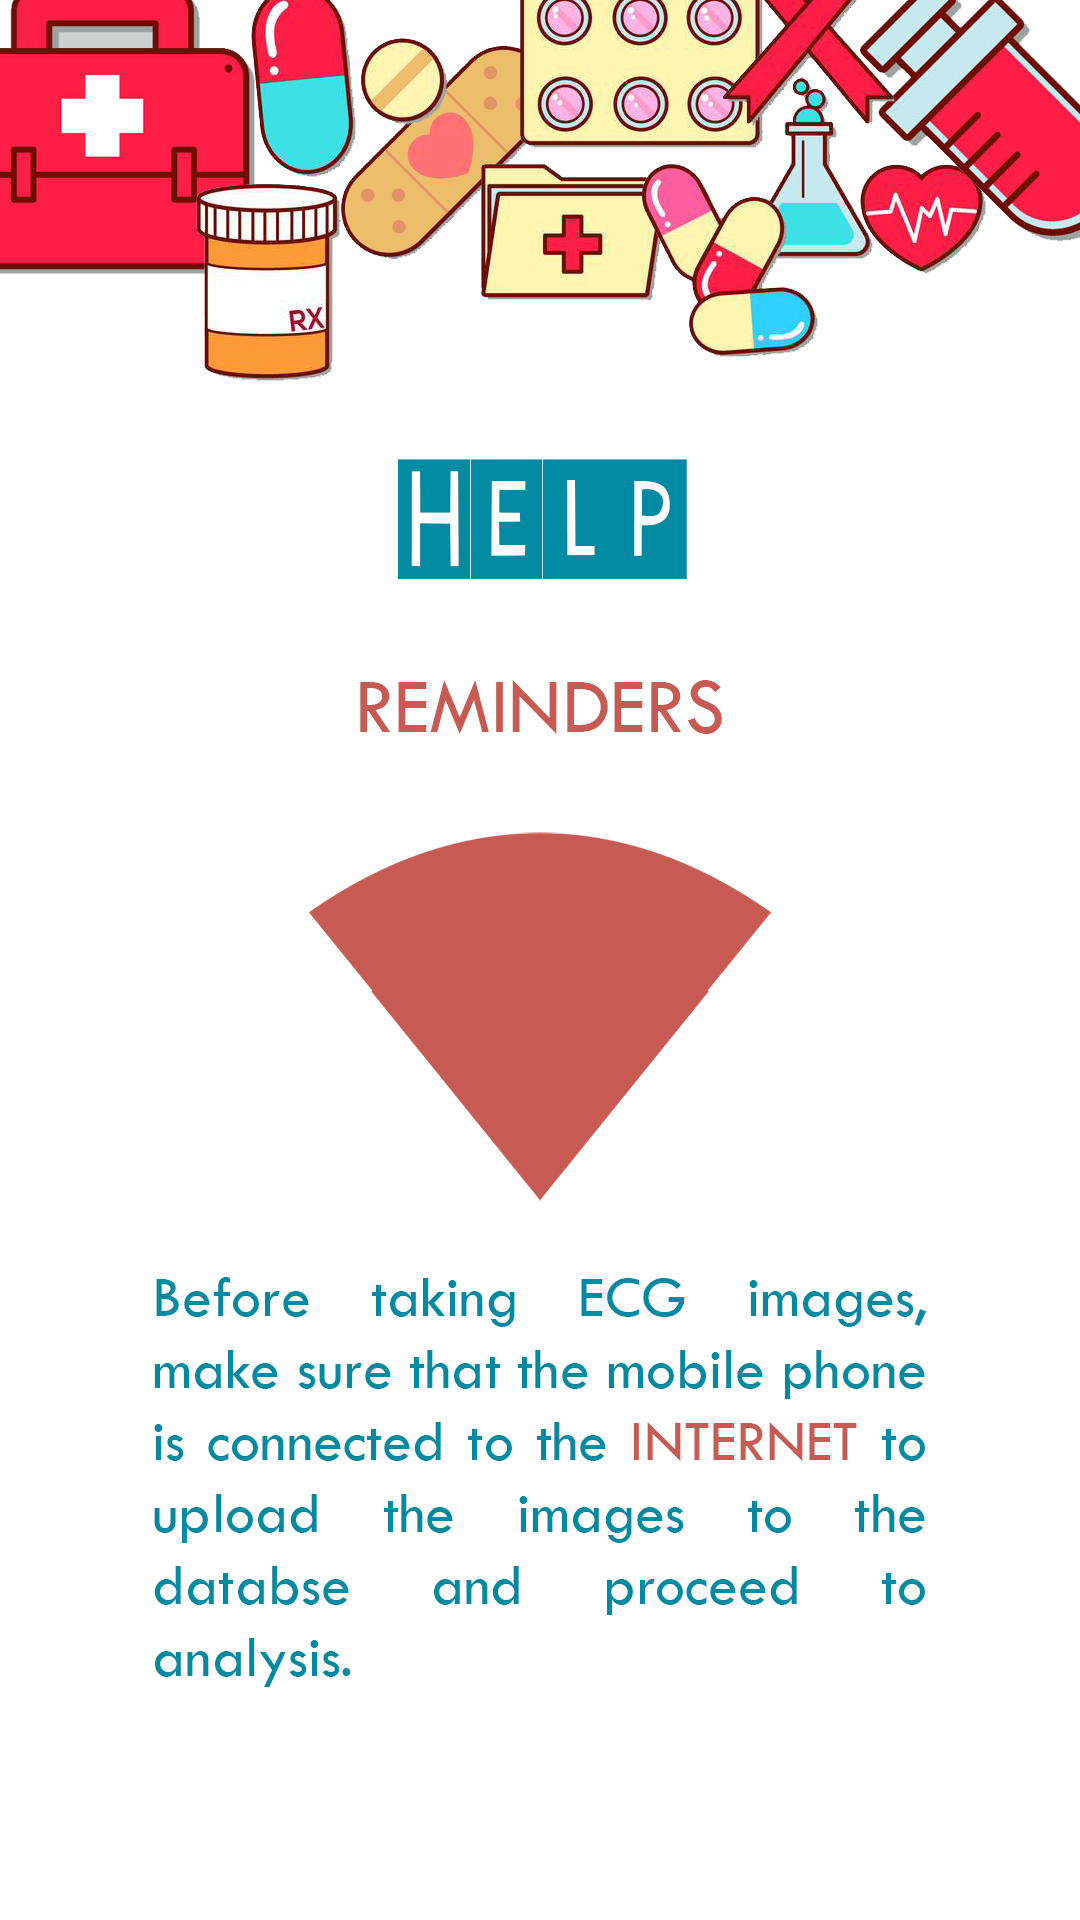 RX
HELP
REMINDERS
Before taking ECG images,
make sure that the mobile phone
is connected to the INTERNET to
upload the images to the
databse and proceed to
analysis.